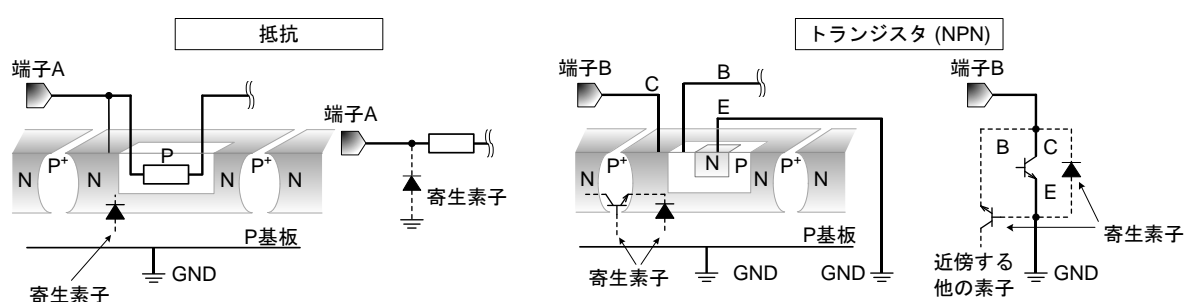 抵抗
端子A
端子A
P
N
P+
N
N
P+
N
寄生素子
P基板
GND
寄生素子
トランジスタ (NPN)
端子B
C
B
E
N
P+
N
P
N
P+
N
P基板
寄生素子
GND
GND
端子B
B
C
E
寄生素子
近傍する
他の素子
GND